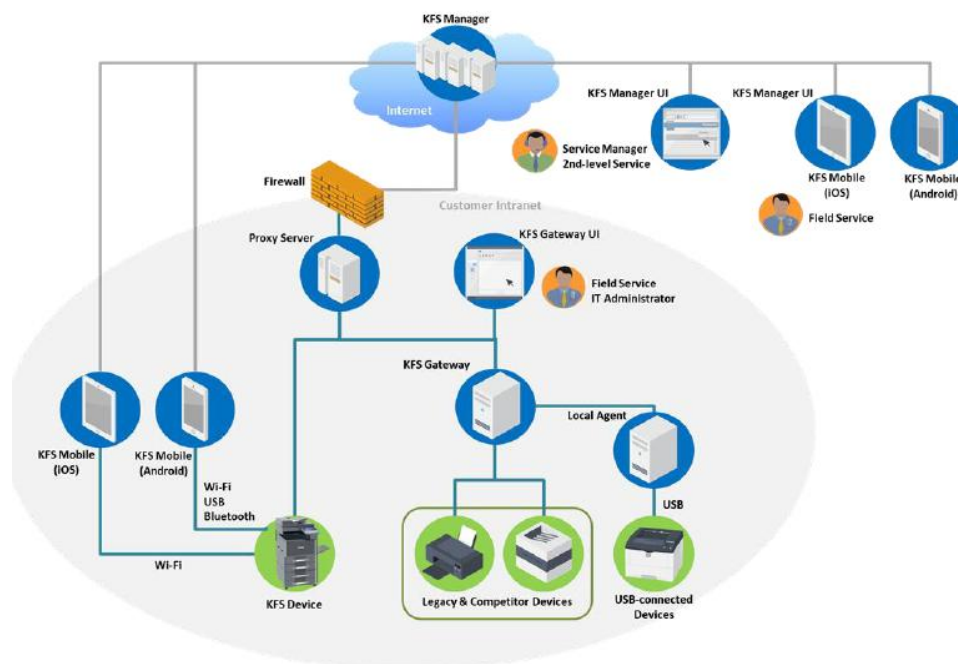 KFS Manager
Internet
KFS Manager UI
KFS Manager UI
Service Manager
2nd-level Service
KFS Mobile
(iOS)
KFS Mobile
(Android)
Field Service
Firewall
Customer Intranet
Proxy Server
KFS Gateway UI
Field Service
IT Administrator
KFS Gateway
Local Agent
KFS Mobile
(iOS)
KFS Mobile
(Android)
Wi-Fi
USB
Bluetooth
Wi-Fi
USB
KFS Device
Legacy & Competitor Devices
USB-connected
Devices